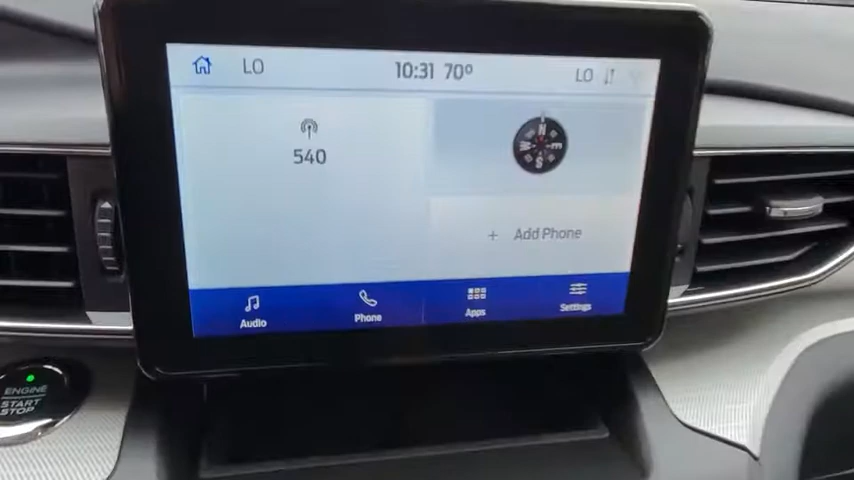 LO 10:31 70° LO
540
N
W E
S
+ Add Phone
Audio Phone Apps Settings
ENGINE
START
STOP